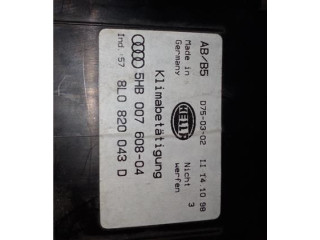 AB/B5
Made in
Germany
D75-03-02
11 T4 10 98
HELLA
Nicht
werfen
3
Klimabetätigung
5HB 007 608-04
Ind. 57
8L0 820 043 D